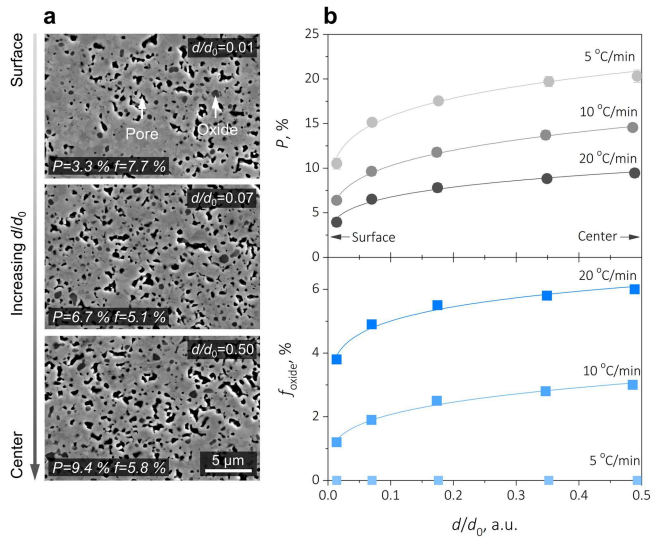 a
Surface
Increasing d/d₀
Center
d/d₀=0.01
Pore
Oxide
P=3.3 % f=7.7 %
d/d₀=0.07
P=6.7 % f=5.1 %
d/d₀=0.50
P=9.4 % f=5.8 %
5 µm
b
P, %
25
20
15
10
5
0
5 °C/min
10 °C/min
20 °C/min
Surface
Center
f_oxide, %
6
4
2
0
20 °C/min
10 °C/min
5 °C/min
0.0 0.1 0.2 0.3 0.4 0.5
d/d₀, a.u.